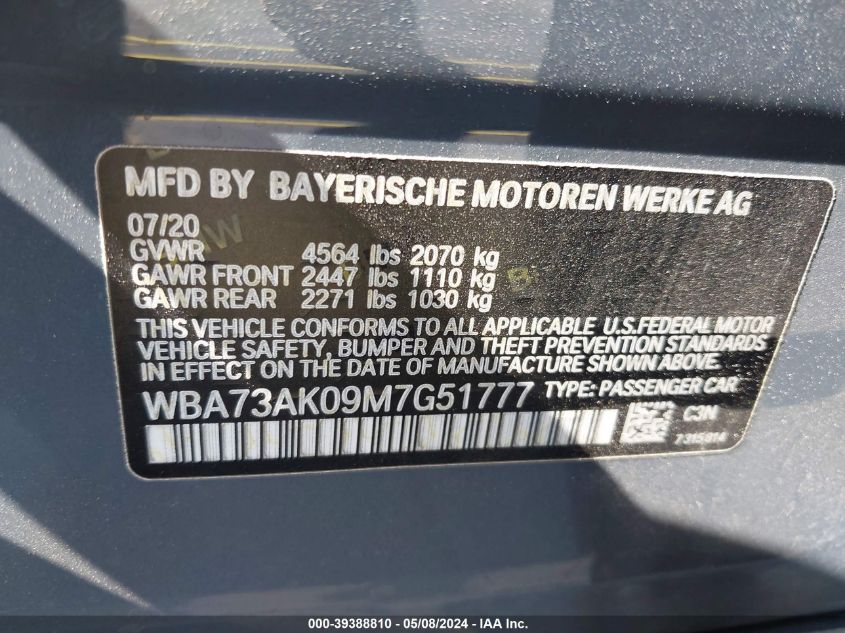 MFD BY BAYERISCHE MOTOREN WERKE AG
07/20
GVWR 4564 lbs 2070 kg
GAWR FRONT 2447 lbs 1110 kg
GAWR REAR 2271 lbs 1030 kg
THIS VEHICLE CONFORMS TO ALL APPLICABLE U.S.FEDERAL MOTOR
VEHICLE SAFETY, BUMPER AND THEFT PREVENTION STANDARDS
IN EFFECT ON THE DATE OF MANUFACTURE SHOWN ABOVE.
WBA73AK09M7G51777 TYPE: PASSENGER CAR
C3N
7315814
000-39388810 - 05/08/2024 - IAA Inc.